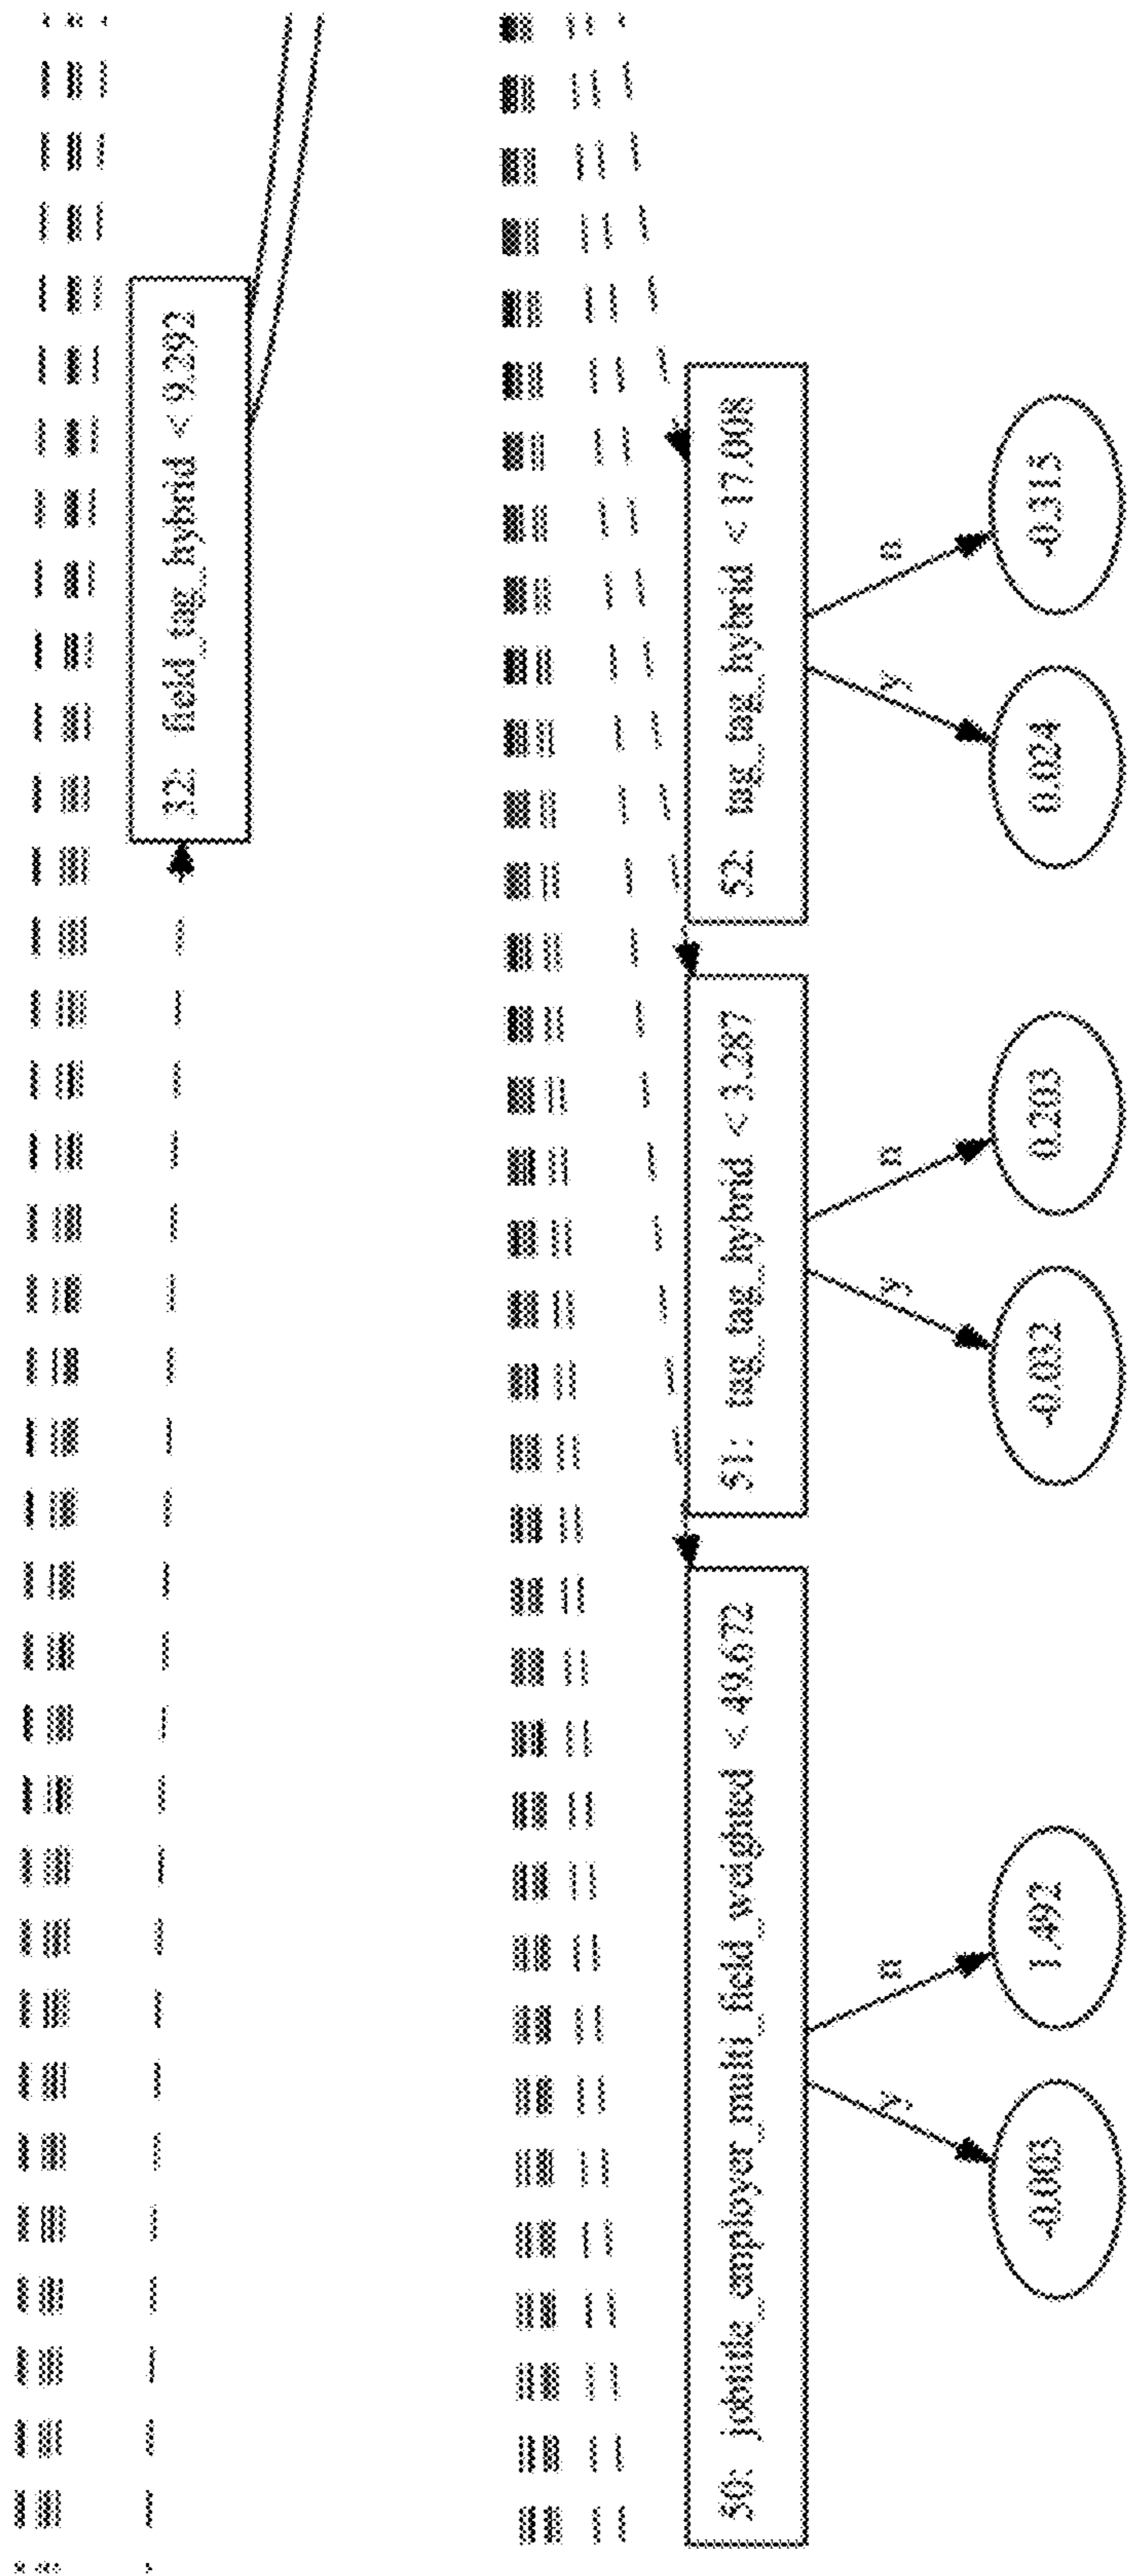 32: field_tag_hybrid < 9.292
50: jobtitle_employer_multi_field_weighted < 49.672
51: tag_tag_hybrid < 3.287
52: tag_tag_hybrid < 17.008
y
n
y
n
y
n
-0.003
1.492
-0.032
0.203
0.024
-0.315